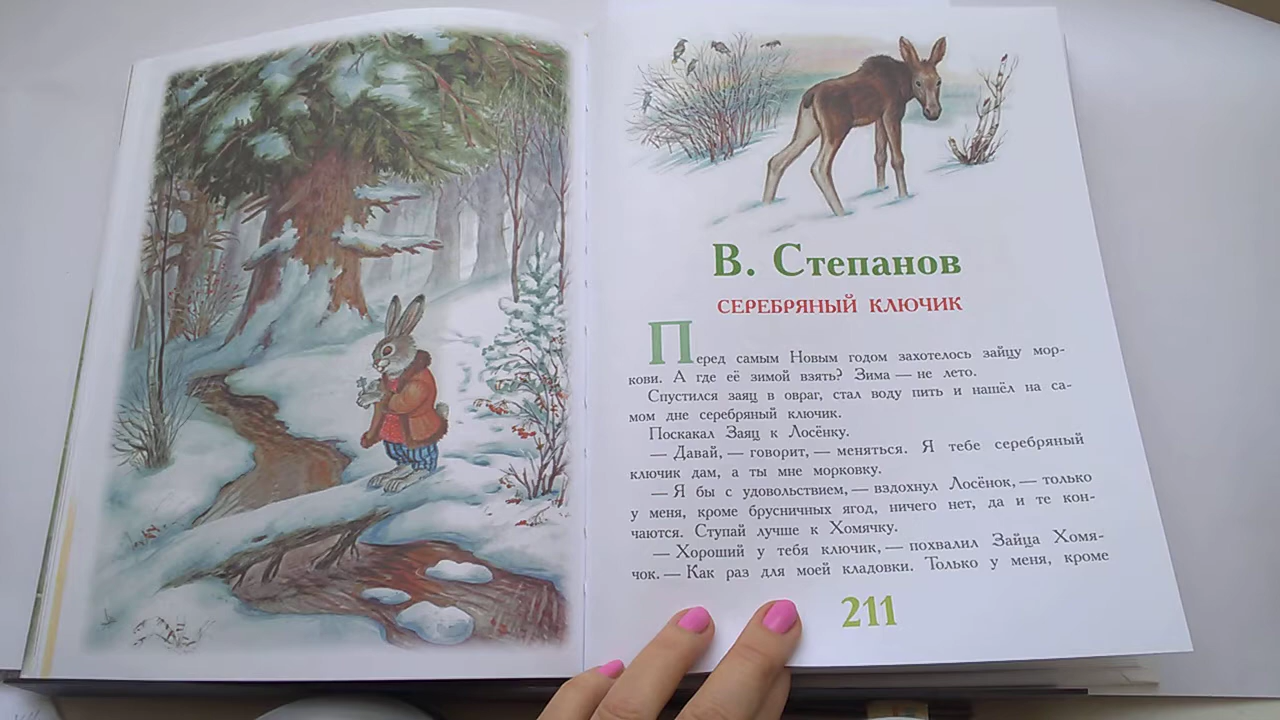 В. Степанов
СЕРЕБРЯНЫЙ КЛЮЧИК
Перед самым Новым годом захотелось зайцу мор-
кови. А где её зимой взять? Зима — не лето.
Спустился заяц в овраг, стал воду пить и нашёл на са-
мом дне серебряный ключик.
Поскакал Заяц к Лосёнку.
— Давай, — говорит, — меняться. Я тебе серебряный
ключик дам, а ты мне морковку.
— Я бы с удовольствием, — вздохнул Лосёнок, — только
у меня, кроме брусничных ягод, ничего нет, да и те кон-
чаются. Ступай лучше к Хомячку.
— Хороший у тебя ключик, — похвалил Зайца Хомя-
чок. — Как раз для моей кладовки. Только у меня, кроме
211